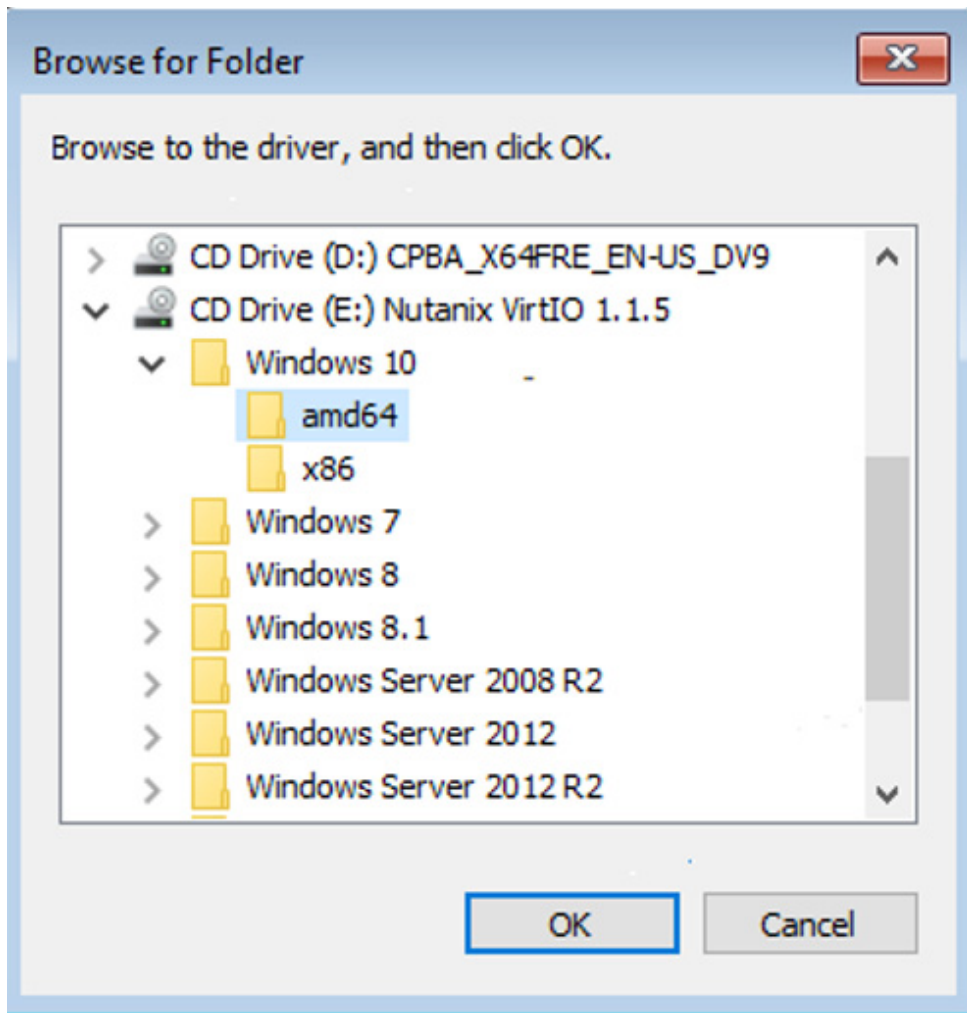 Browse for Folder
Browse to the driver, and then click OK.
CD Drive (D:) CPBA_X64FRE_EN-US_DV9
CD Drive (E:) Nutanix VirtIO 1.1.5
Windows 10
amd64
x86
Windows 7
Windows 8
Windows 8.1
Windows Server 2008 R2
Windows Server 2012
Windows Server 2012 R2
OK Cancel